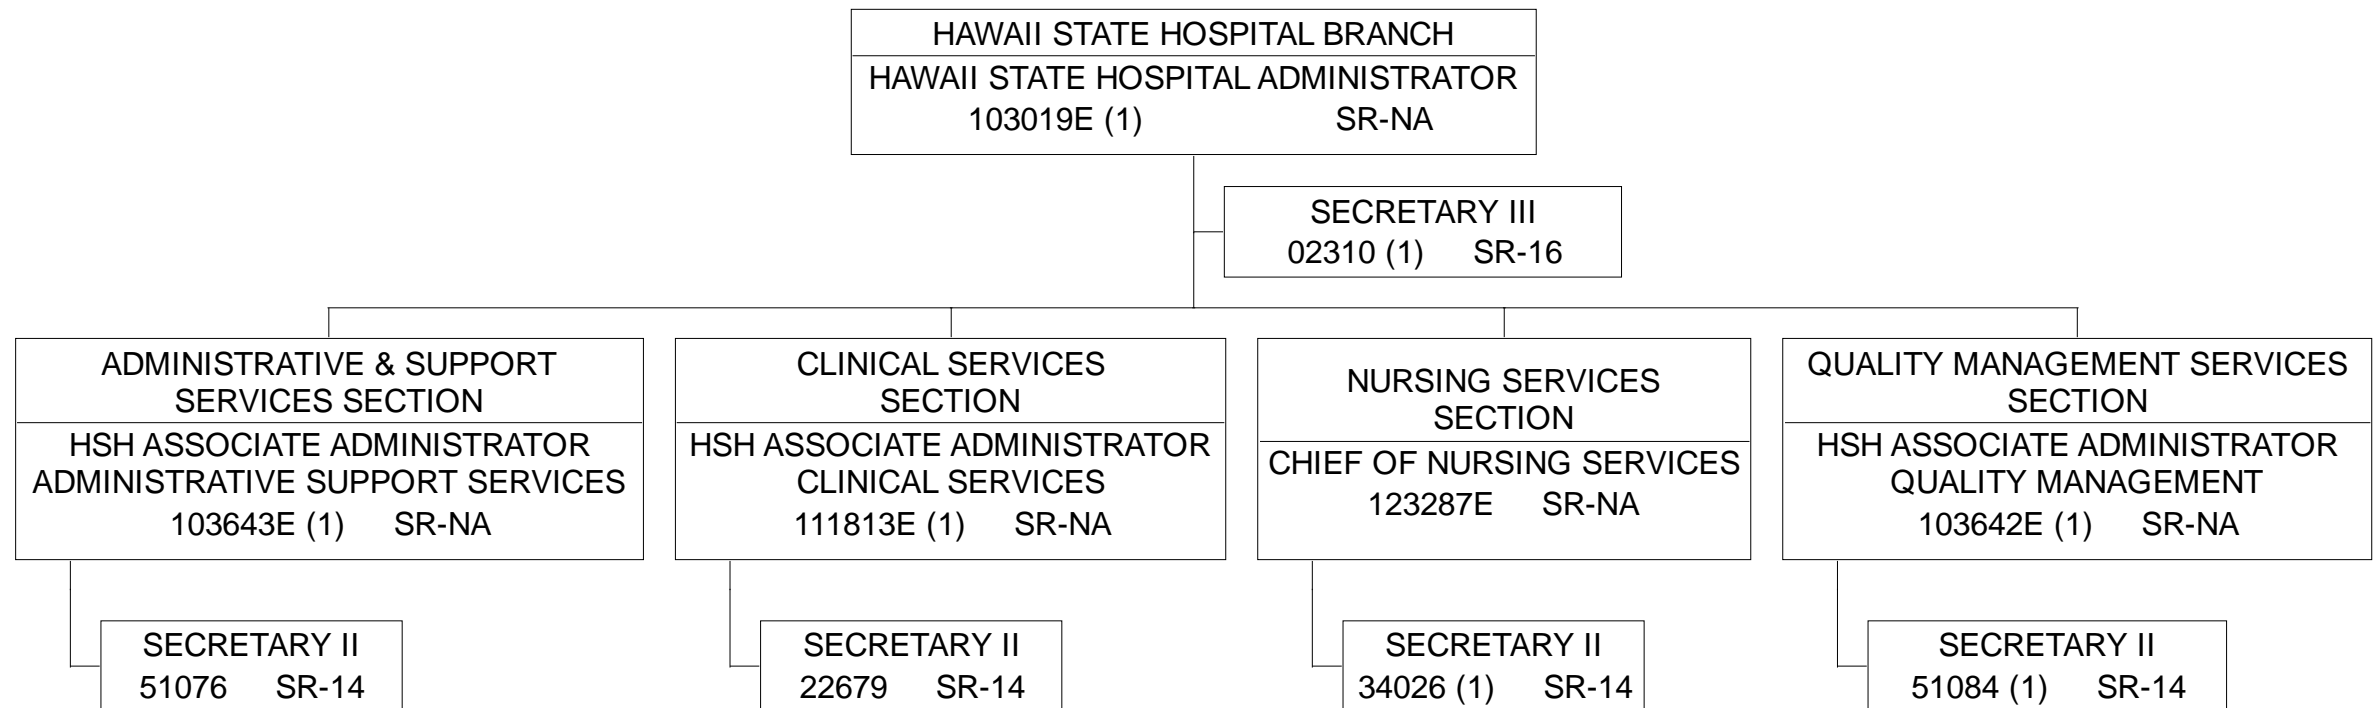 HAWAII STATE HOSPITAL BRANCH
HAWAII STATE HOSPITAL ADMINISTRATOR
103019E (1) SR-NA
SECRETARY III
02310 (1) SR-16
ADMINISTRATIVE & SUPPORT
SERVICES SECTION
HSH ASSOCIATE ADMINISTRATOR
ADMINISTRATIVE SUPPORT SERVICES
103643E (1) SR-NA
CLINICAL SERVICES
SECTION
HSH ASSOCIATE ADMINISTRATOR
CLINICAL SERVICES
111813E (1) SR-NA
NURSING SERVICES
SECTION
CHIEF OF NURSING SERVICES
123287E SR-NA
QUALITY MANAGEMENT SERVICES
SECTION
HSH ASSOCIATE ADMINISTRATOR
QUALITY MANAGEMENT
103642E (1) SR-NA
SECRETARY II
51076 SR-14
SECRETARY II
22679 SR-14
SECRETARY II
34026 (1) SR-14
SECRETARY II
51084 (1) SR-14